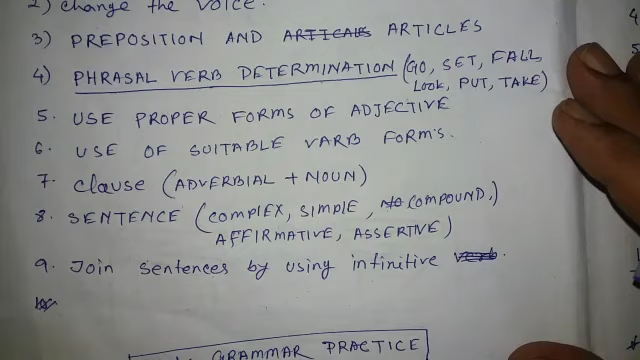 2) change the voice.
3) PREPOSITION AND ARTICALS ARTICLES
4) PHRASAL VERB DETERMINATION (GO, SET, FALL
Look, PUT, TAKE)
5. USE PROPER FORMS OF ADJECTIVE
6. USE OF SUITABLE VARB FORM'S.
7. Clause (ADVERBIAL + NOUN)
8. SENTENCE (COMPLEX, SIMPLE, COMPOUND,)
AFFIRMATIVE, ASSERTIVE)
9. Join sentences by using infinitive verb.
GRAMMAR PRACTICE